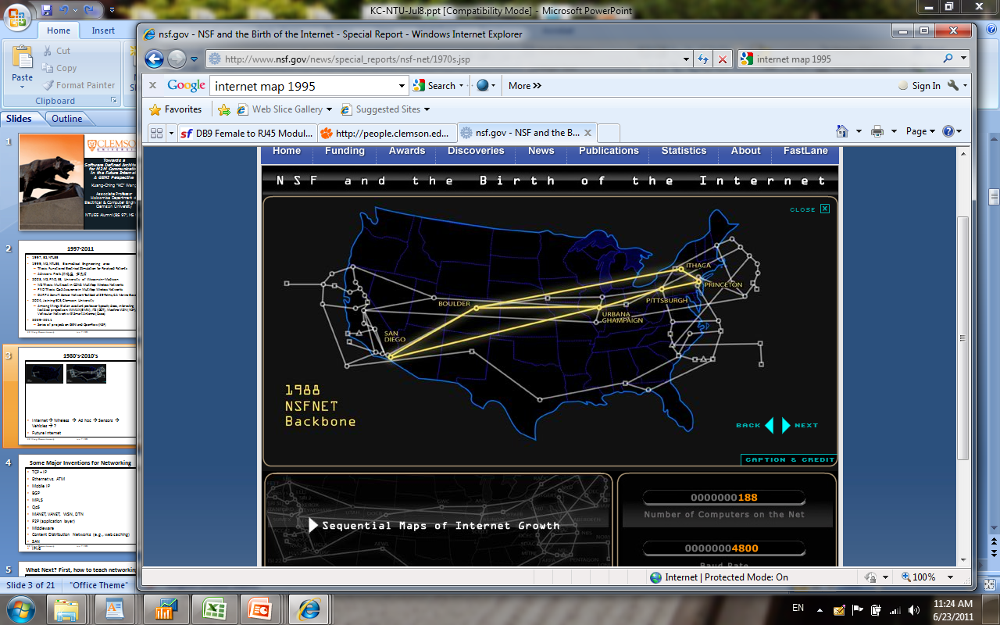 KC-NTU-Jul8.ppt [Compatibility Mode] - Microsoft PowerPoint
Home
Insert
Paste
Cut
Copy
Format Painter
Clipboard
Slides
Outline
nsf.gov - NSF and the Birth of the Internet - Special Report - Windows Internet Explorer
http://www.nsf.gov/news/special_reports/nsf-net/1970s.jsp
internet map 1995
Google
internet map 1995
Search
More
Sign In
Favorites
Web Slice Gallery
Suggested Sites
DB9 Female to RJ45 Modul...
http://people.clemson.ed...
nsf.gov - NSF and the B...
Page
Home Funding Awards Discoveries News Publications Statistics About FastLane
NSF and the Birth of the Internet
CLOSE X
ITHACA
PRINCETON
BOULDER
PITTSBURGH
URBANA
CHAMPAIGN
SAN
DIEGO
1988
NSFNET
Backbone
BACK NEXT
CAPTION & CREDIT
Sequential Maps of Internet Growth
0000000188
Number of Computers on the Net
00000004800
Baud Rate
1
CLEMSON
Towards a
Software Defined
for M2M Communicat
in the Future Internet
A GENI Perspective
Kuang-Ching "KC" Wang
Associate Professor
Holcombe Department o
Electrical & Computer Engine
Clemson University
2
1997-2011
3
1980's-2010's
Internet → Wireless → Ad hoc → Sensors →
Vehicles → ?
Future Internet
4
Some Major Inventions for Networking
TCP + IP
Ethernet vs. ATM
Mobile IP
BGP
MPLS
QoS
MANET, VANET, WSN, DTN
P2P (application layer)
Middleware
Content Distribution Networks (e.g., web caching)
SAN
IPv6
5
What Next? First, how to teach networking
Slide 3 of 21
"Office Theme"
Internet | Protected Mode: On
100%
EN
11:24 AM
6/23/2011